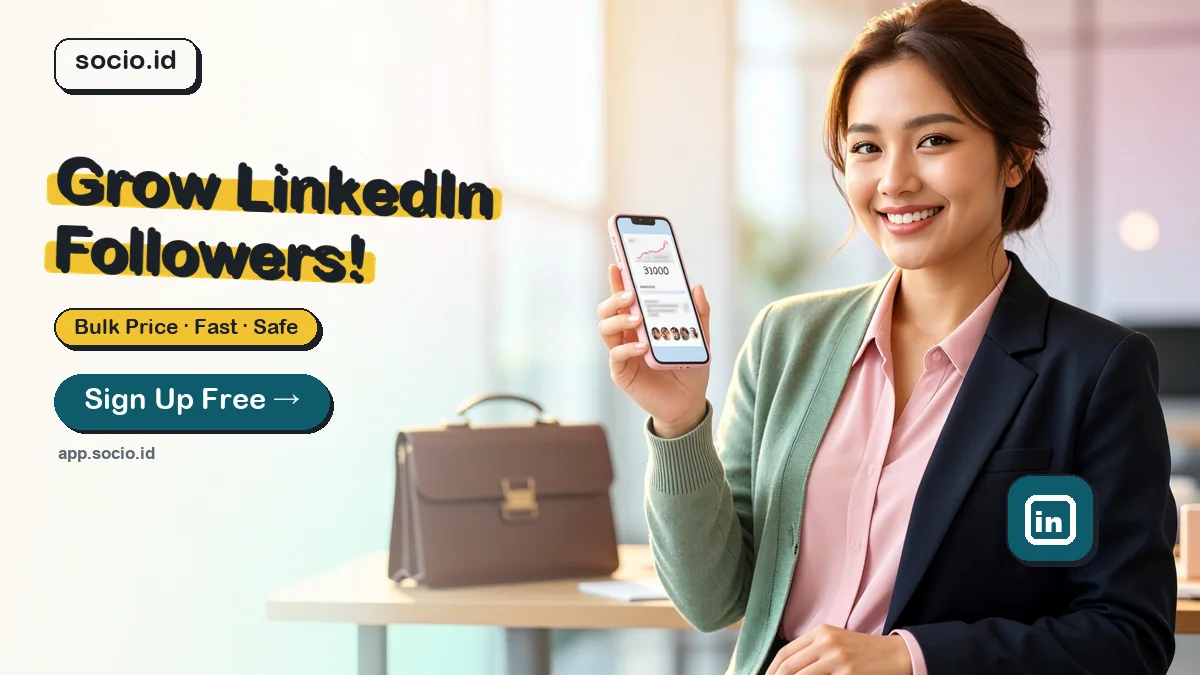 socio.id
Grow LinkedIn
Followers!
Bulk Price · Fast · Safe
Sign Up Free →
app.socio.id
31000
in